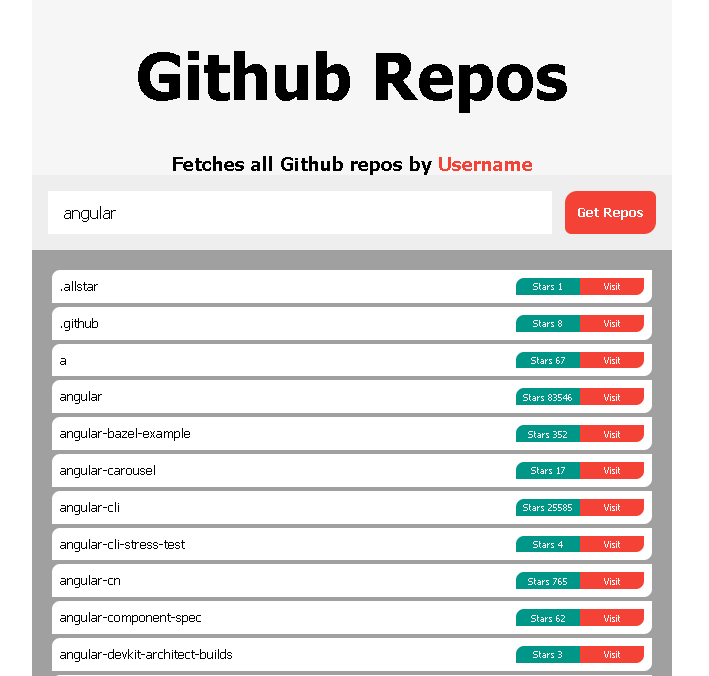 Github Repos
Fetches all Github repos by Username
angular Get Repos
.allstar Stars 1 Visit
.github Stars 8 Visit
a Stars 67 Visit
angular Stars 83546 Visit
angular-bazel-example Stars 352 Visit
angular-carousel Stars 17 Visit
angular-cli Stars 25585 Visit
angular-cli-stress-test Stars 4 Visit
angular-cn Stars 765 Visit
angular-component-spec Stars 62 Visit
angular-devkit-architect-builds Stars 3 Visit